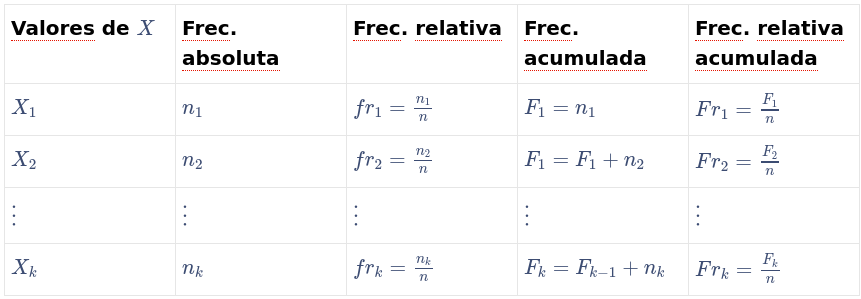 Valores de X | Frec. absoluta | Frec. relativa | Frec. acumulada | Frec. relativa acumulada
X₁ | n₁ | fr₁ = n₁/n | F₁ = n₁ | Fr₁ = F₁/n
X₂ | n₂ | fr₂ = n₂/n | F₁ = F₁ + n₂ | Fr₂ = F₂/n
⋮ | ⋮ | ⋮ | ⋮ | ⋮
Xₖ | nₖ | frₖ = nₖ/n | Fₖ = Fₖ₋₁ + nₖ | Frₖ = Fₖ/n